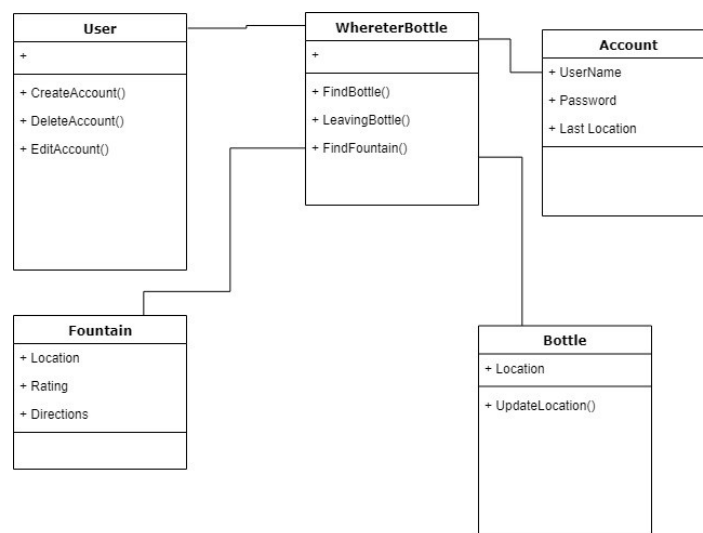 User
+
+ CreateAccount()
+ DeleteAccount()
+ EditAccount()
WhereterBottle
+
+ FindBottle()
+ LeavingBottle()
+ FindFountain()
Account
+ UserName
+ Password
+ Last Location
Fountain
+ Location
+ Rating
+ Directions
Bottle
+ Location
+ UpdateLocation()